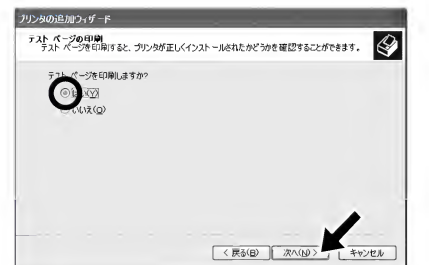 プリンタの追加ウィザード
テスト ページの印刷
テスト ページを印刷すると、プリンタが正しくインストールされたかどうかを確認することができます。
テスト ページを印刷しますか?
はい(Y)
いいえ(O)
< 戻る(B)
次へ(N) >
キャンセル